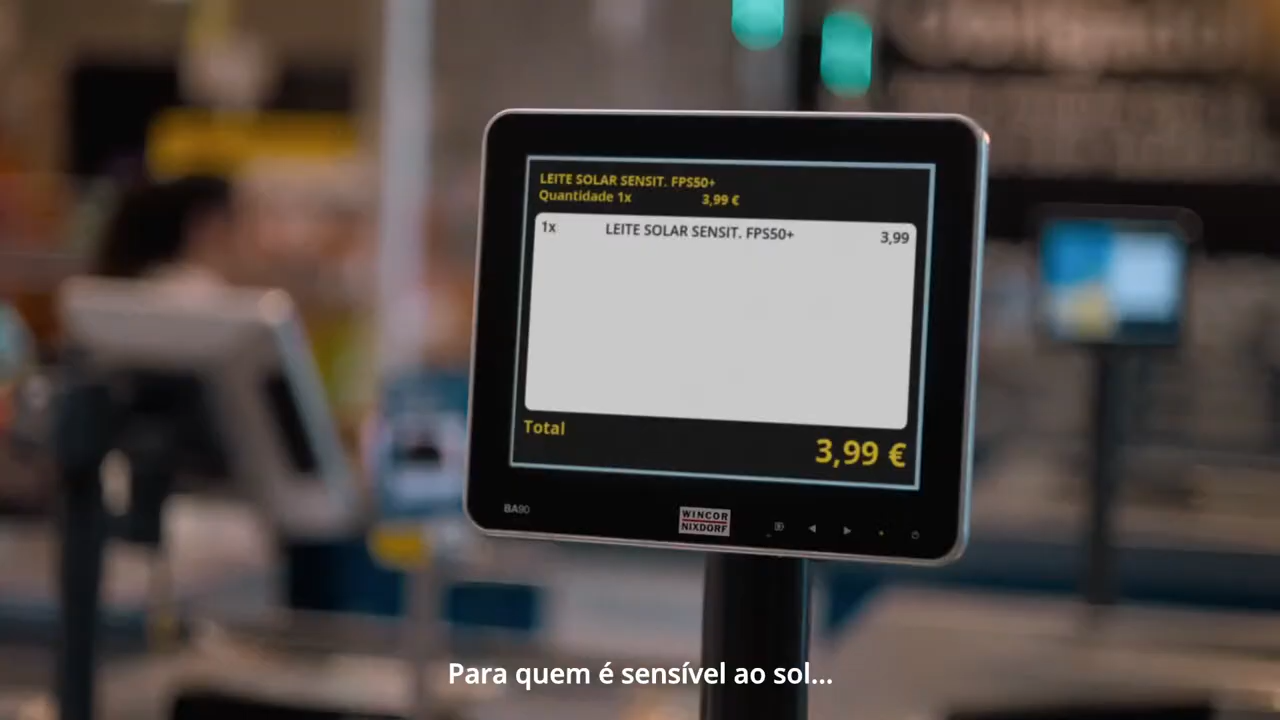 LEITE SOLAR SENSIT. FPS50+
Quantidade 1x 3,99 €
1x LEITE SOLAR SENSIT. FPS50+ 3,99
Total
3,99 €
BA90
WINCOR
NIXDORF
Para quem é sensível ao sol...